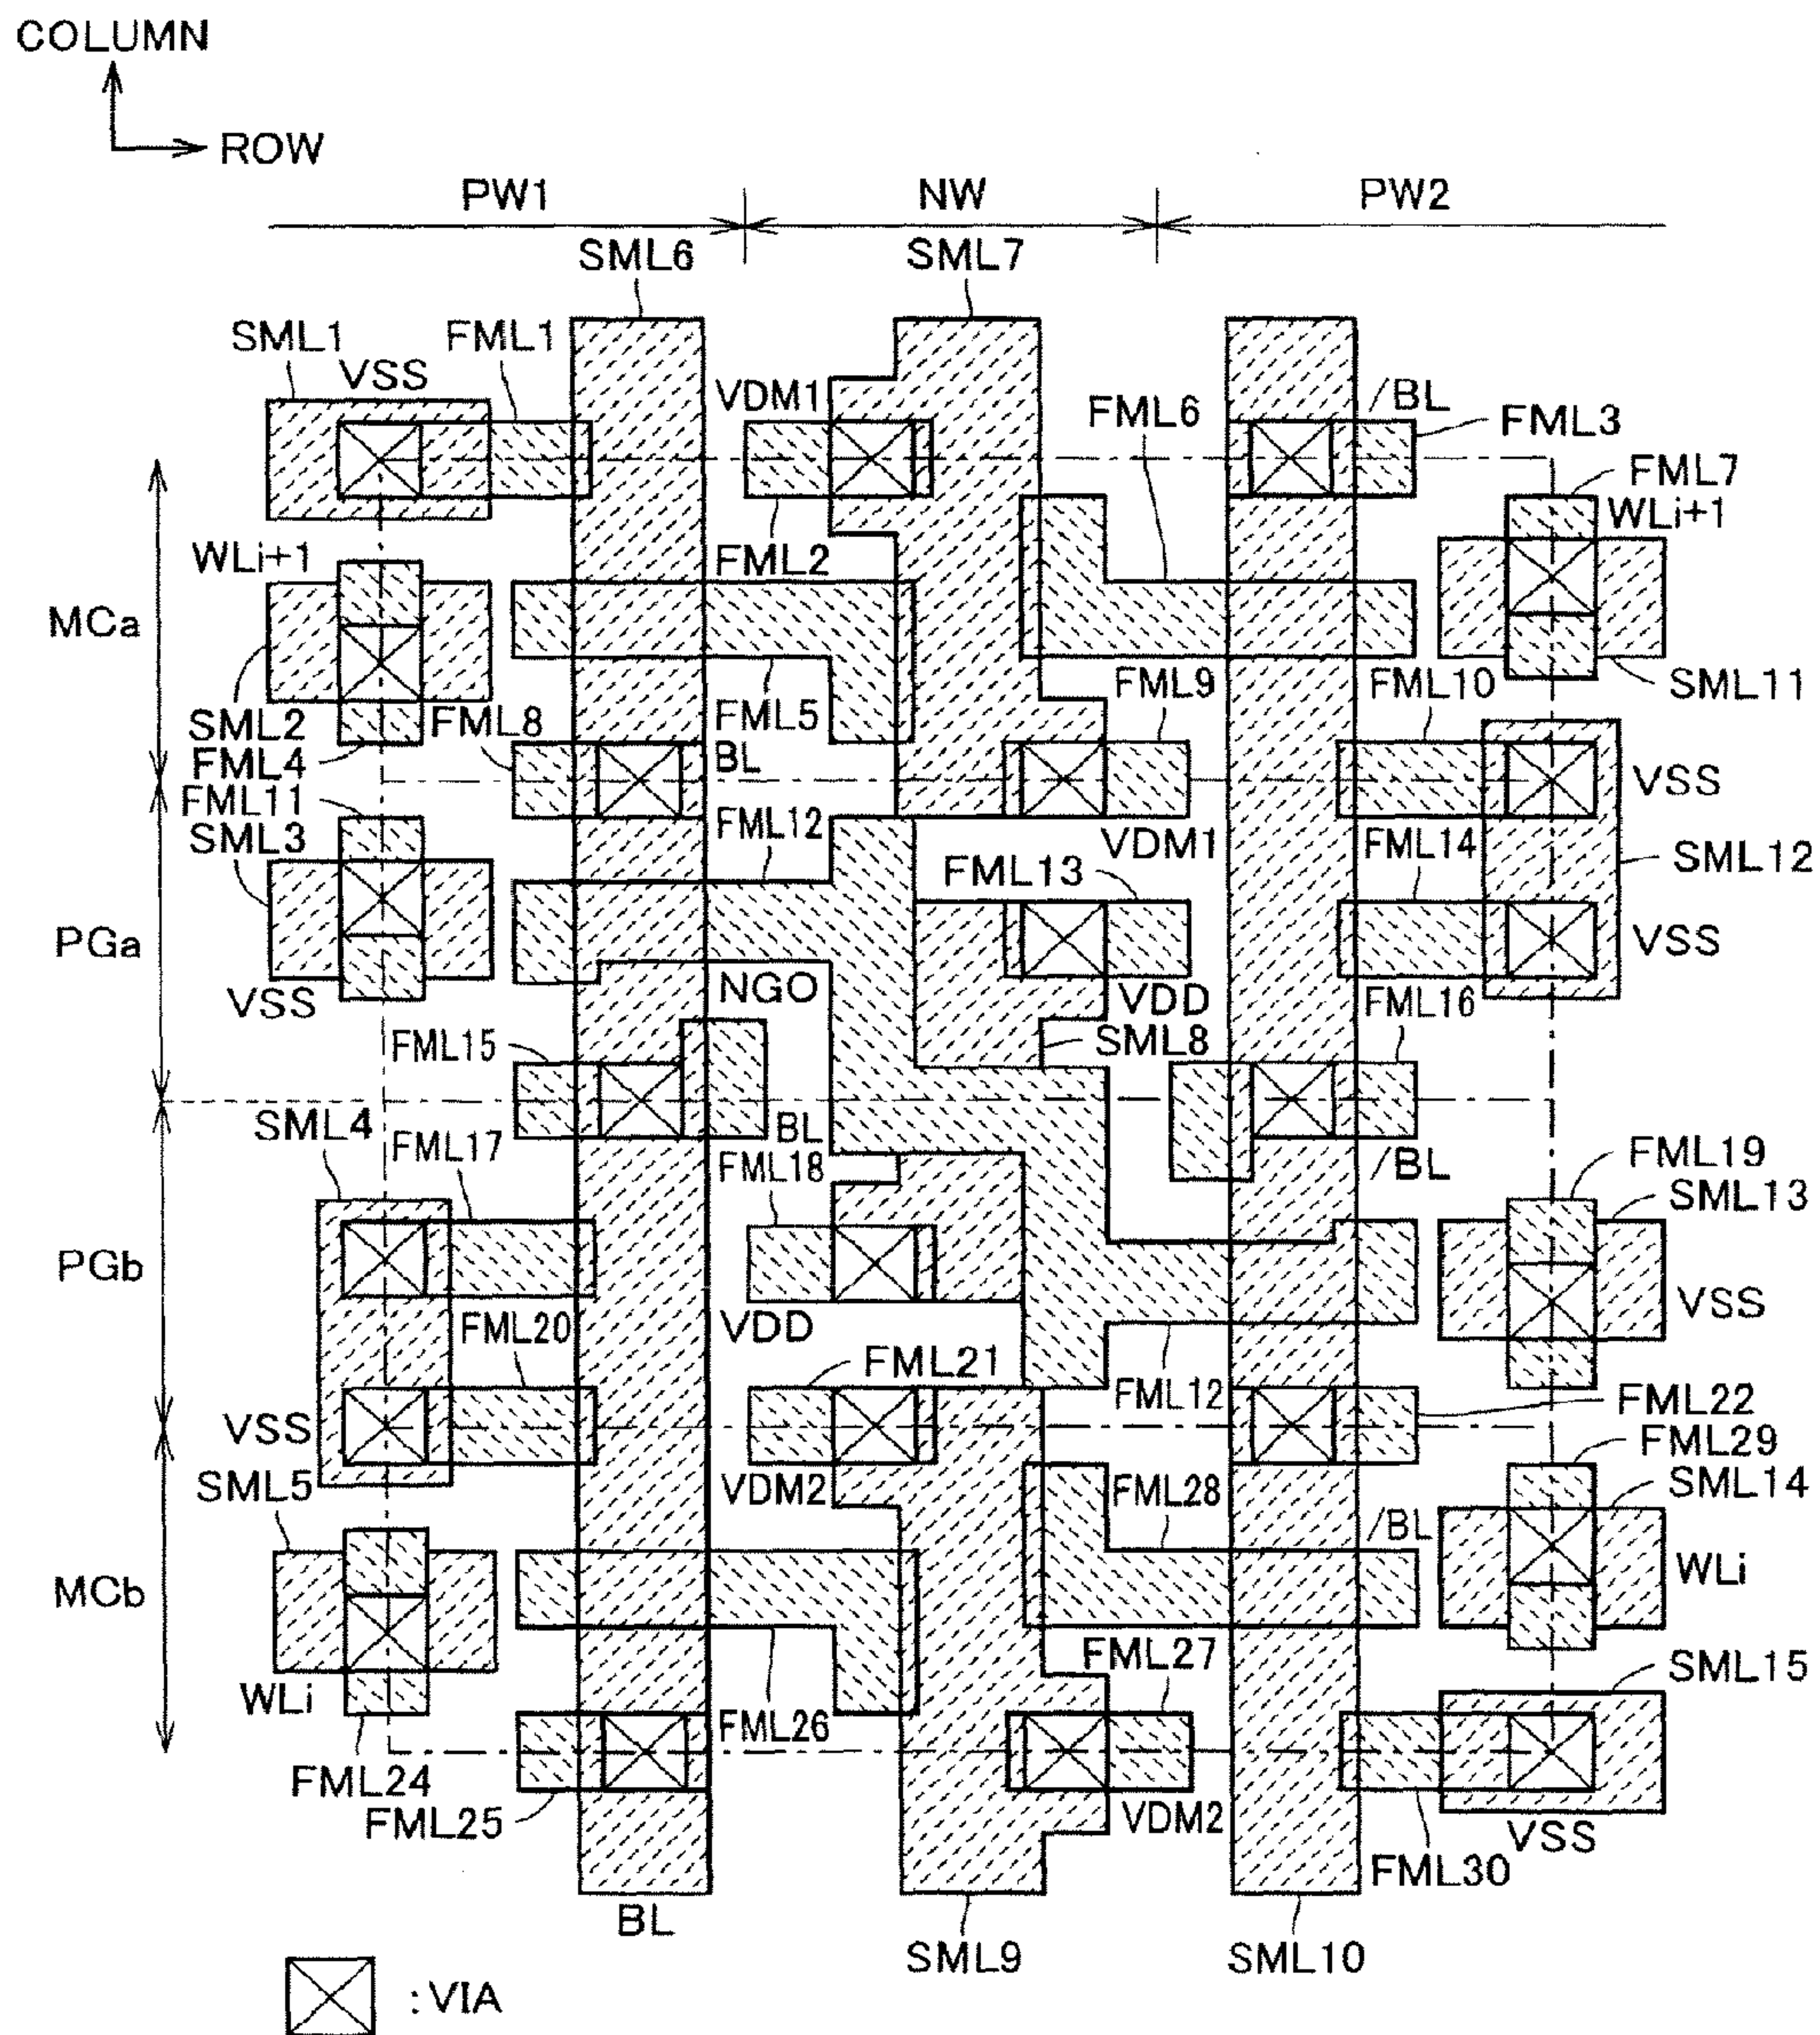 COLUMN
ROW
PW1 NW PW2
SML6 SML7
SML1 FML1
VSS
VDM1 FML6 /BL
FML3
FML7
WLi+1
WLi+1 FML2
MCa
FML9 FML10
SML11
SML2 FML8 FML5
FML4 BL
VSS
FML11
SML3 FML12
VDM1 FML14
SML12
FML13
PGa VSS
VSS NGO VDD
FML16
FML15 SML8
SML4 BL
FML17 FML18 /BL
FML19
SML13
PGb
VSS
FML20 VDD
FML21
FML12
FML22
VSS
FML29
SML5 VDM2 FML28 SML14
/BL
WLi
MCb
FML27
SML15
WLi FML26
FML24
FML25 VDM2 VSS
FML30
BL
SML9 SML10
:VIA